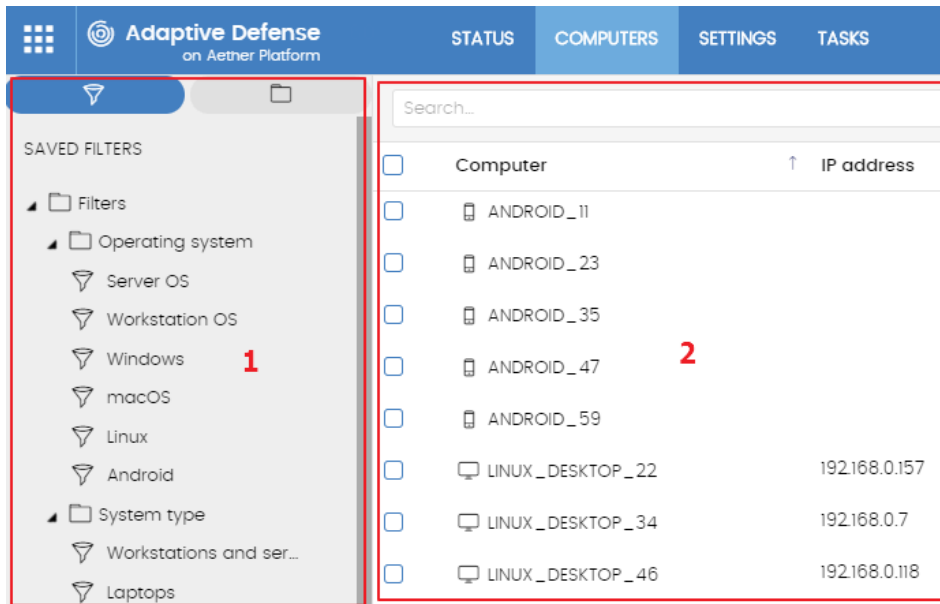 Adaptive Defense
on Aether Platform
STATUS
COMPUTERS
SETTINGS
TASKS
SAVED FILTERS
Filters
Operating system
Server OS
Workstation OS
Windows
macOS
Linux
Android
System type
Workstations and ser...
Laptops
1
Search...
Computer ↑ IP address
ANDROID_11
ANDROID_23
ANDROID_35
ANDROID_47
ANDROID_59
LINUX_DESKTOP_22 192.168.0.157
LINUX_DESKTOP_34 192.168.0.7
LINUX_DESKTOP_46 192.168.0.118
2